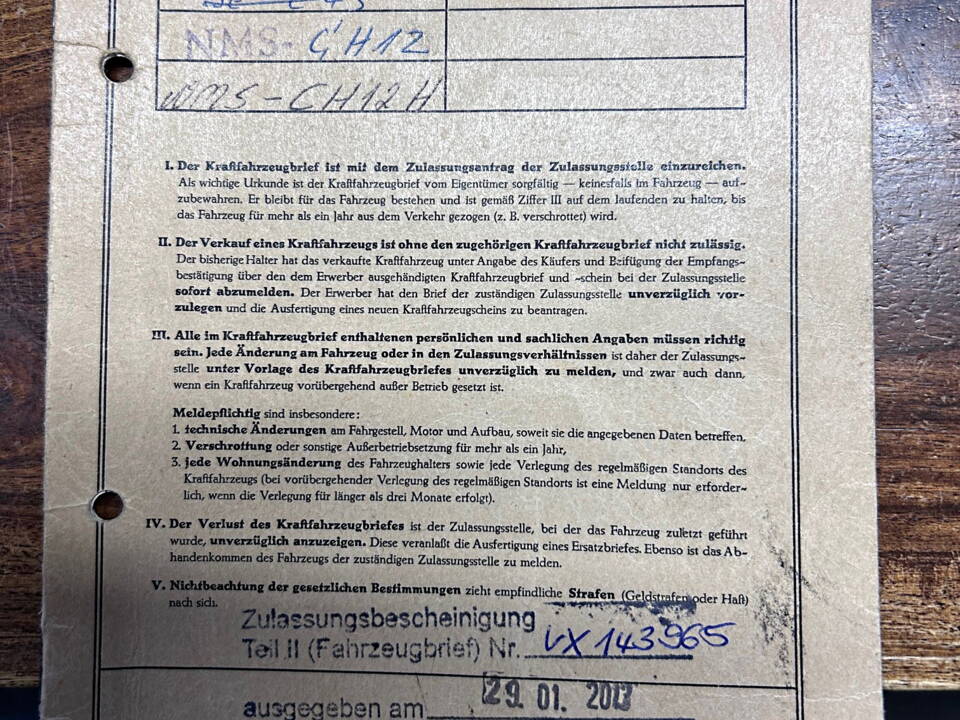 NMS- CH12
NMS-CH12H
I. Der Kraftfahrzeugbrief ist mit dem Zulassungsantrag der Zulassungsstelle einzureichen.
Als wichtige Urkunde ist der Kraftfahrzeugbrief vom Eigentümer sorgfältig — keinesfalls im Fahrzeug — auf-
zubewahren. Er bleibt für das Fahrzeug bestehen und ist gemäß Ziffer III auf dem laufenden zu halten, bis
das Fahrzeug für mehr als ein Jahr aus dem Verkehr gezogen (z. B. verschrottet) wird.
II. Der Verkauf eines Kraftfahrzeugs ist ohne den zugehörigen Kraftfahrzeugbrief nicht zulässig.
Der bisherige Halter hat das verkaufte Kraftfahrzeug unter Angabe des Käufers und Beifügung der Empfangs-
bestätigung über den dem Erwerber ausgehändigten Kraftfahrzeugbrief und -schein bei der Zulassungsstelle
sofort abzumelden. Der Erwerber hat den Brief der zuständigen Zulassungsstelle unverzüglich vor-
zulegen und die Ausfertigung eines neuen Kraftfahrzeugscheins zu beantragen.
III. Alle im Kraftfahrzeugbrief enthaltenen persönlichen und sachlichen Angaben müssen richtig
sein. Jede Änderung am Fahrzeug oder in den Zulassungsverhältnissen ist daher der Zulassungs-
stelle unter Vorlage des Kraftfahrzeugbriefes unverzüglich zu melden, und zwar auch dann,
wenn ein Kraftfahrzeug vorübergehend außer Betrieb gesetzt ist.
Meldepflichtig sind insbesondere:
1. technische Änderungen am Fahrgestell, Motor und Aufbau, soweit sie die angegebenen Daten betreffen,
2. Verschrottung oder sonstige Außerbetriebsetzung für mehr als ein Jahr,
3. jede Wohnungsänderung des Fahrzeughalters sowie jede Verlegung des regelmäßigen Standorts des
Kraftfahrzeugs (bei vorübergehender Verlegung des regelmäßigen Standorts ist eine Meldung nur erforder-
lich, wenn die Verlegung für länger als drei Monate erfolgt).
IV. Der Verlust des Kraftfahrzeugbriefes ist der Zulassungsstelle, bei der das Fahrzeug zuletzt geführt
wurde, unverzüglich anzuzeigen. Diese veranlaßt die Ausfertigung eines Ersatzbriefes. Ebenso ist das Ab-
handenkommen des Fahrzeugs der zuständigen Zulassungsstelle zu melden.
V. Nichtbeachtung der gesetzlichen Bestimmungen zieht empfindliche Strafen (Geldstrafen oder Haft)
nach sich.
Zulassungsbescheinigung
Teil II (Fahrzeugbrief) Nr. VX143965
ausgegeben am 29. 01. 2013